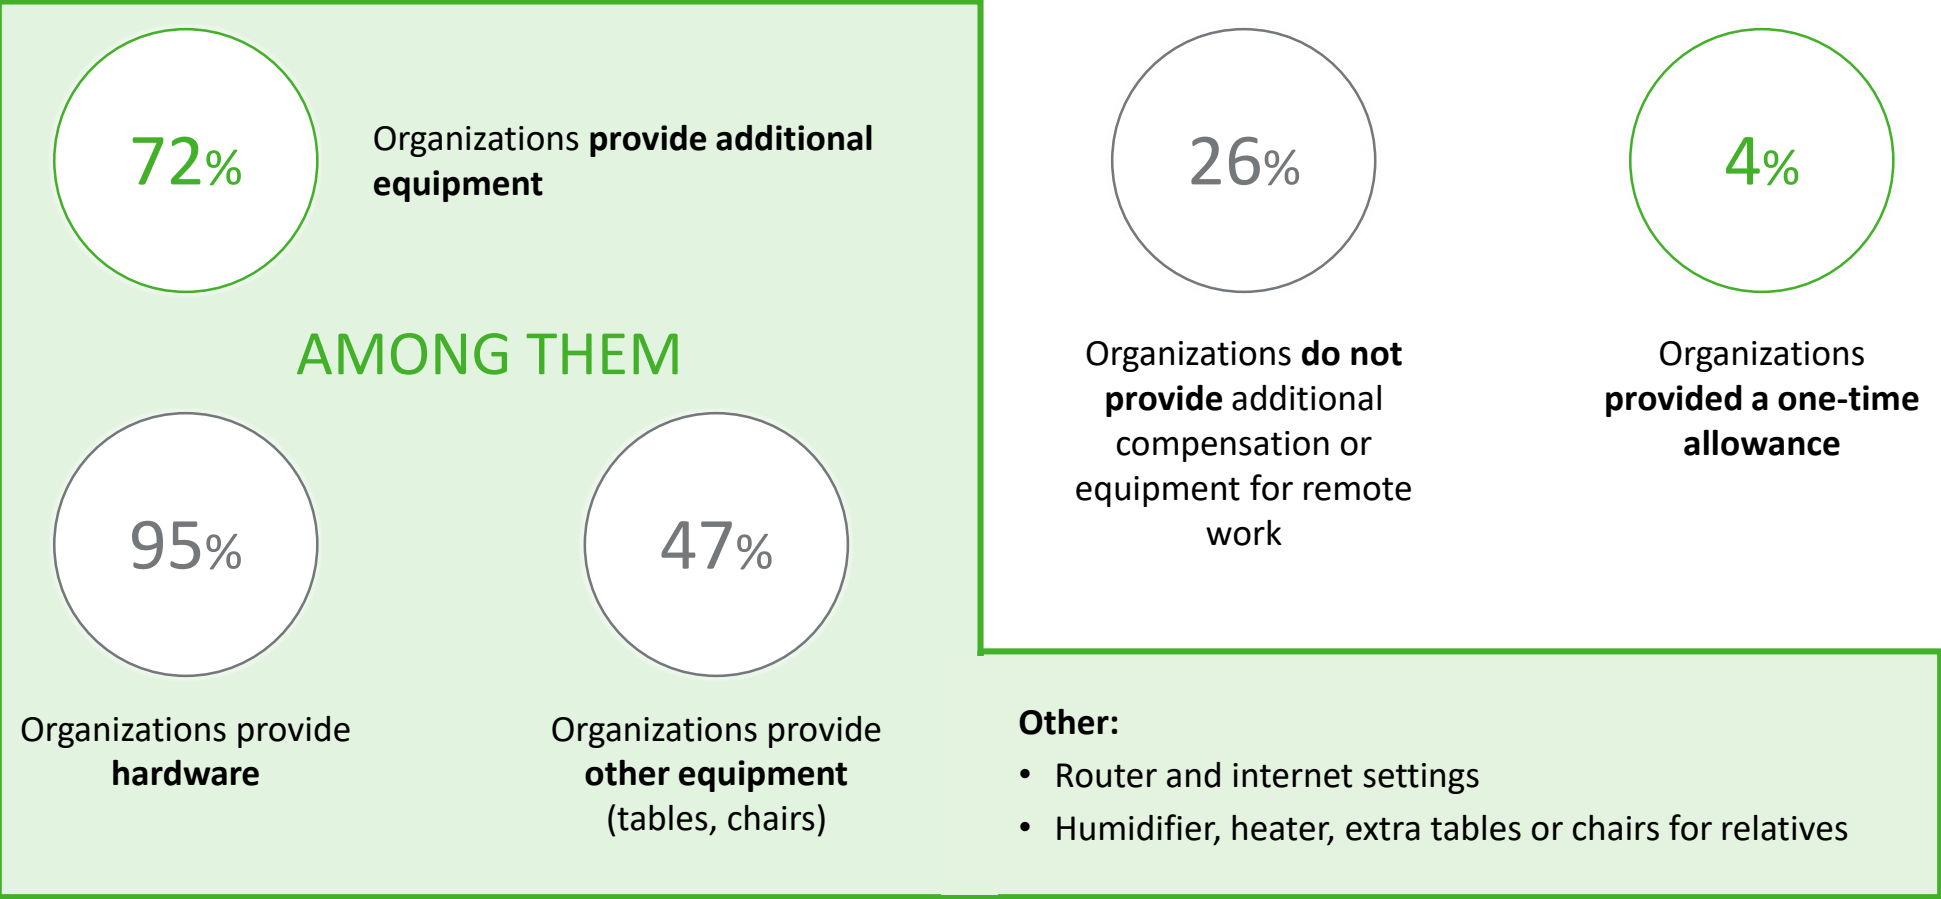 72%
Organizations provide additional
equipment
AMONG THEM
95%
Organizations provide
hardware
47%
Organizations provide
other equipment
(tables, chairs)
26%
Organizations do not
provide additional
compensation or
equipment for remote
work
4%
Organizations
provided a one-time
allowance
Other:
• Router and internet settings
• Humidifier, heater, extra tables or chairs for relatives